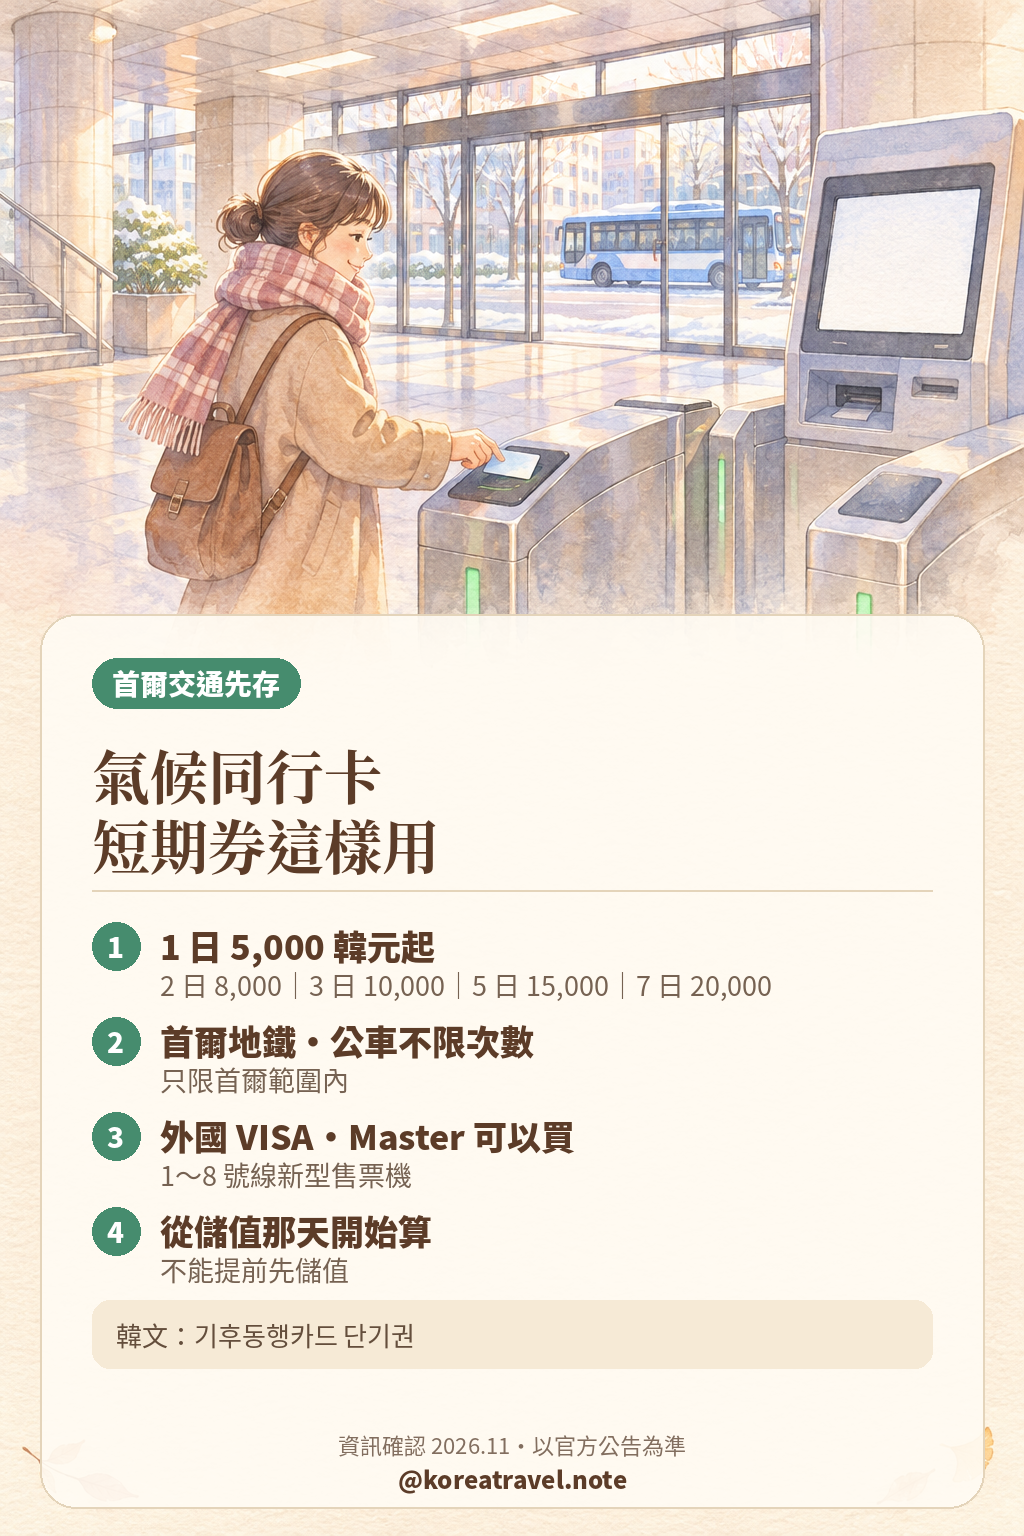 首爾交通先存
氣候同行卡
短期券這樣用
1 1 日 5,000 韓元起
2 日 8,000｜3 日 10,000｜5 日 15,000｜7 日 20,000
2 首爾地鐵・公車不限次數
只限首爾範圍內
3 外國 VISA・Master 可以買
1～8 號線新型售票機
4 從儲值那天開始算
不能提前先儲值
韓文：기후동행카드 단기권
資訊確認 2026.11・以官方公告為準
@koreatravel.note